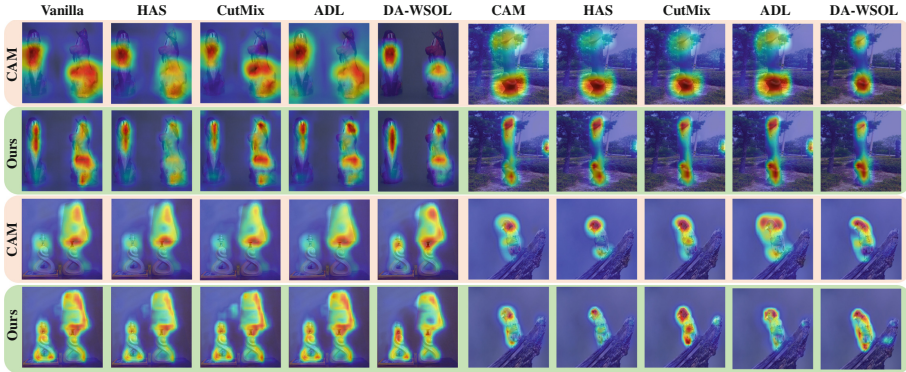 Vanilla HAS CutMix ADL DA-WSOL CAM HAS CutMix ADL DA-WSOL
CAM
Ours
CAM
Ours